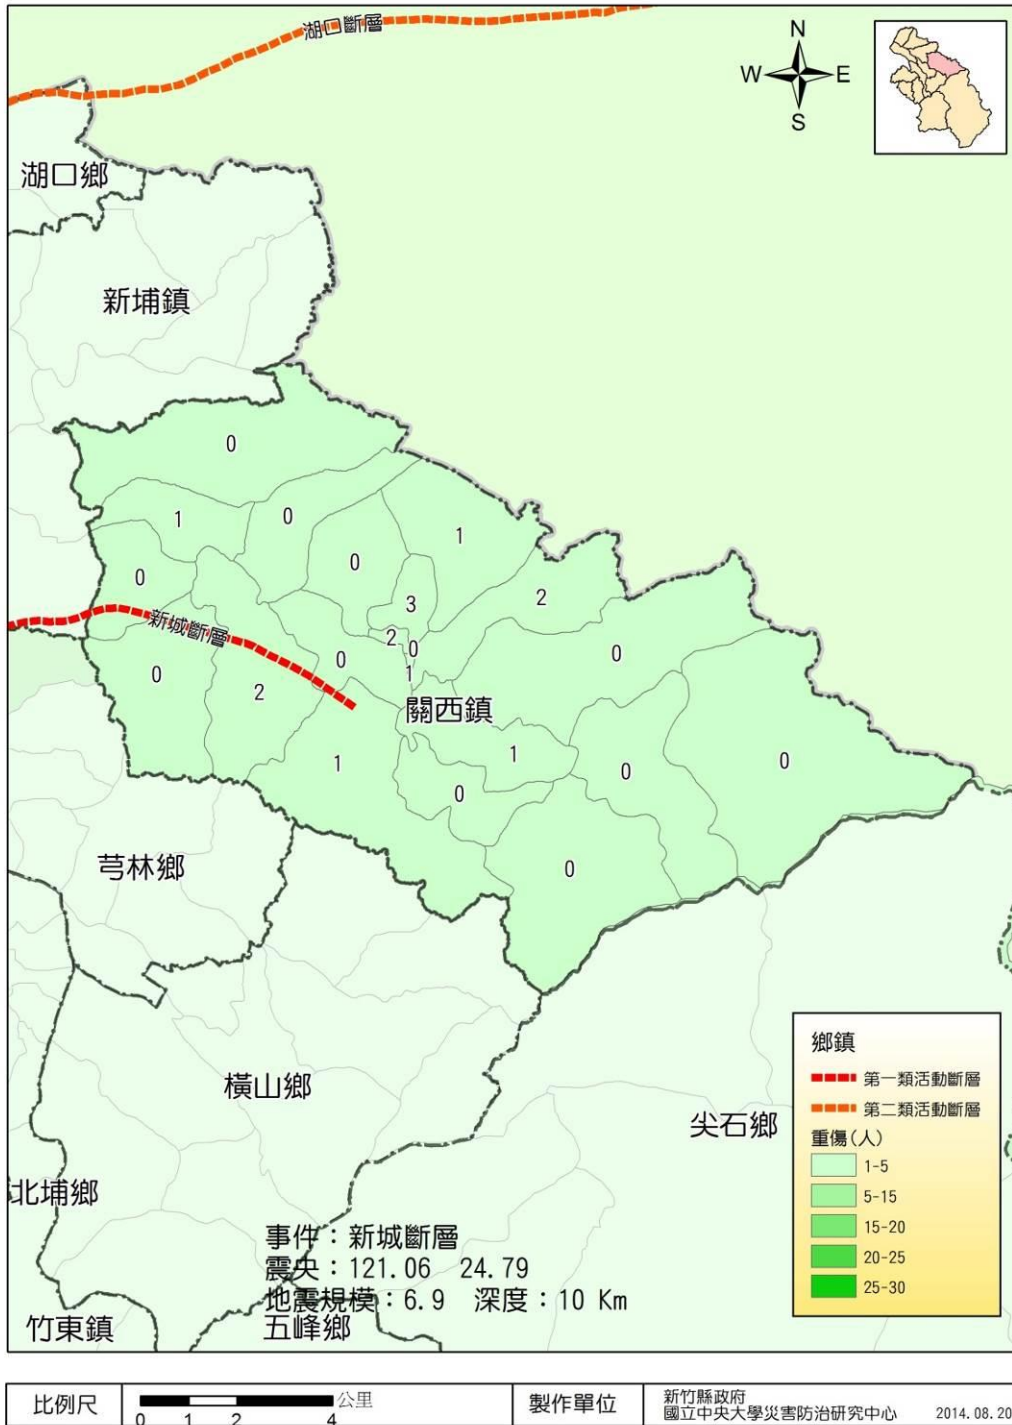 湖口斷層
N
W E
S
湖口鄉
新埔鎮
0
1
0
1
0
0
2
3
新城斷層
2
0
0
0
1
0
2
關西鎮
1
1
0
0
0
0
芎林鄉
橫山鄉
尖石鄉
北埔鄉
竹東鎮
五峰鄉
事件：新城斷層
震央：121.06 24.79
地震規模：6.9 深度：10 Km
鄉鎮
第一類活動斷層
第二類活動斷層
重傷(人)
1-5
5-15
15-20
20-25
25-30
比例尺
公里
0 1 2 4
製作單位
新竹縣政府
國立中央大學災害防治研究中心 2014.08.20